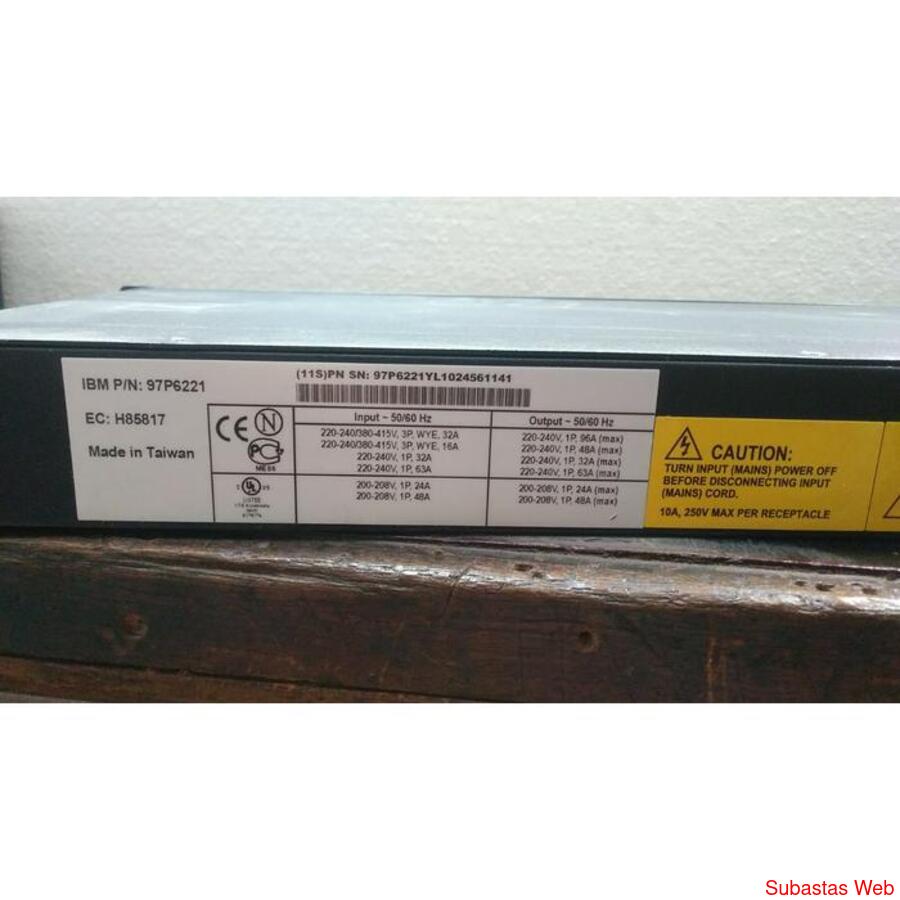 (11S)PN SN: 97P6221YL1024561141
IBM P/N: 97P6221
EC: H85817
Made in Taiwan
CE N
ME66
UL
LISTED
Input ~ 50/60 Hz
220-240/380-415V, 3P, WYE, 32A
220-240/380-415V, 3P, WYE, 16A
220-240V, 1P, 32A
220-240V, 1P, 63A
200-208V, 1P, 24A
200-208V, 1P, 48A
Output ~ 50/60 Hz
220-240V, 1P, 96A (max)
220-240V, 1P, 48A (max)
220-240V, 1P, 32A (max)
220-240V, 1P, 63A (max)
200-208V, 1P, 24A (max)
200-208V, 1P, 48A (max)
CAUTION:
TURN INPUT (MAINS) POWER OFF
BEFORE DISCONNECTING INPUT
(MAINS) CORD.
10A, 250V MAX PER RECEPTACLE
Subastas Web